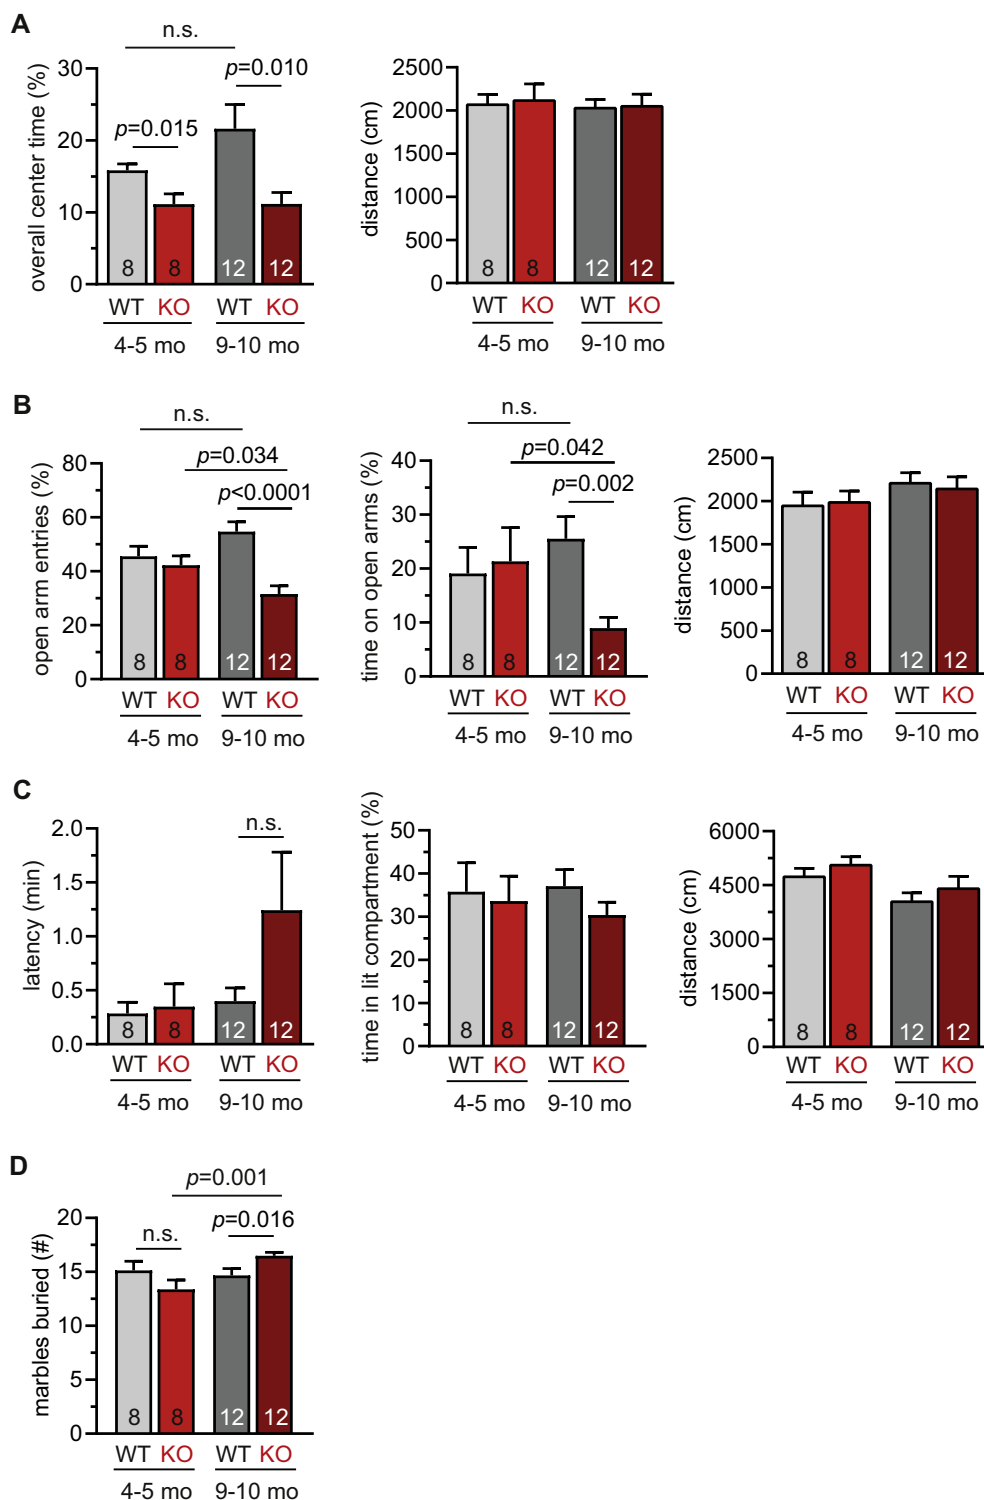 A
n.s.
p=0.010
p=0.015
overall center time (%)
30
20
10
0
8 8 12 12
WT KO WT KO
4-5 mo 9-10 mo
distance (cm)
2500
2000
1500
1000
500
0
8 8 12 12
WT KO WT KO
4-5 mo 9-10 mo
B
n.s.
p=0.034
p<0.0001
open arm entries (%)
80
60
40
20
0
8 8 12 12
WT KO WT KO
4-5 mo 9-10 mo
n.s.
p=0.042
p=0.002
time on open arms (%)
40
30
20
10
0
8 8 12 12
WT KO WT KO
4-5 mo 9-10 mo
distance (cm)
2500
2000
1500
1000
500
0
8 8 12 12
WT KO WT KO
4-5 mo 9-10 mo
C
n.s.
latency (min)
2.0
1.5
1.0
0.5
0.0
8 8 12 12
WT KO WT KO
4-5 mo 9-10 mo
time in lit compartment (%)
50
40
30
20
10
0
8 8 12 12
WT KO WT KO
4-5 mo 9-10 mo
distance (cm)
6000
4500
3000
1500
0
8 8 12 12
WT KO WT KO
4-5 mo 9-10 mo
D
p=0.001
p=0.016
n.s.
marbles buried (#)
20
15
10
5
0
8 8 12 12
WT KO WT KO
4-5 mo 9-10 mo